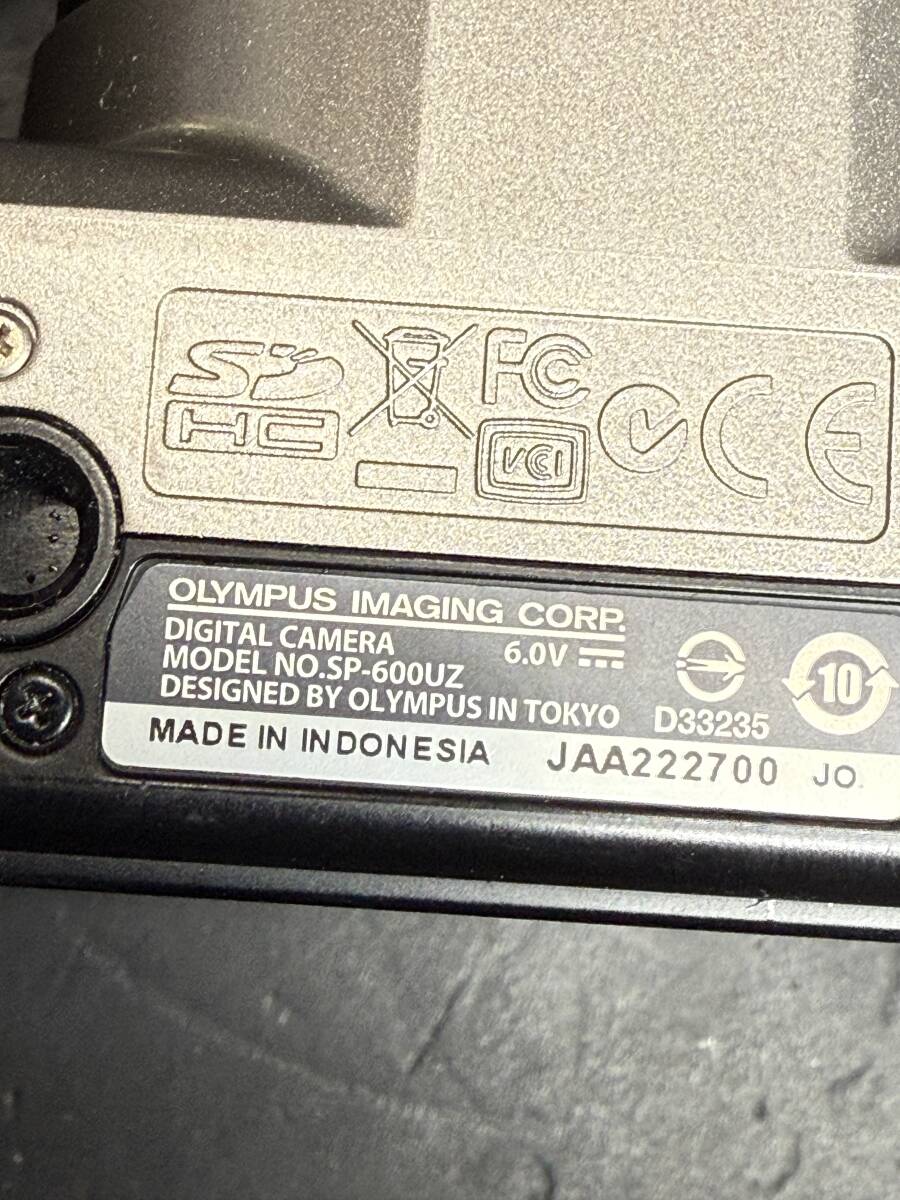 SD FC
HC VCI CE
OLYMPUS IMAGING CORP.
DIGITAL CAMERA 6.0V
MODEL NO.SP-600UZ
DESIGNED BY OLYMPUS IN TOKYO D33235 10
MADE IN INDONESIA JAA222700 JO.